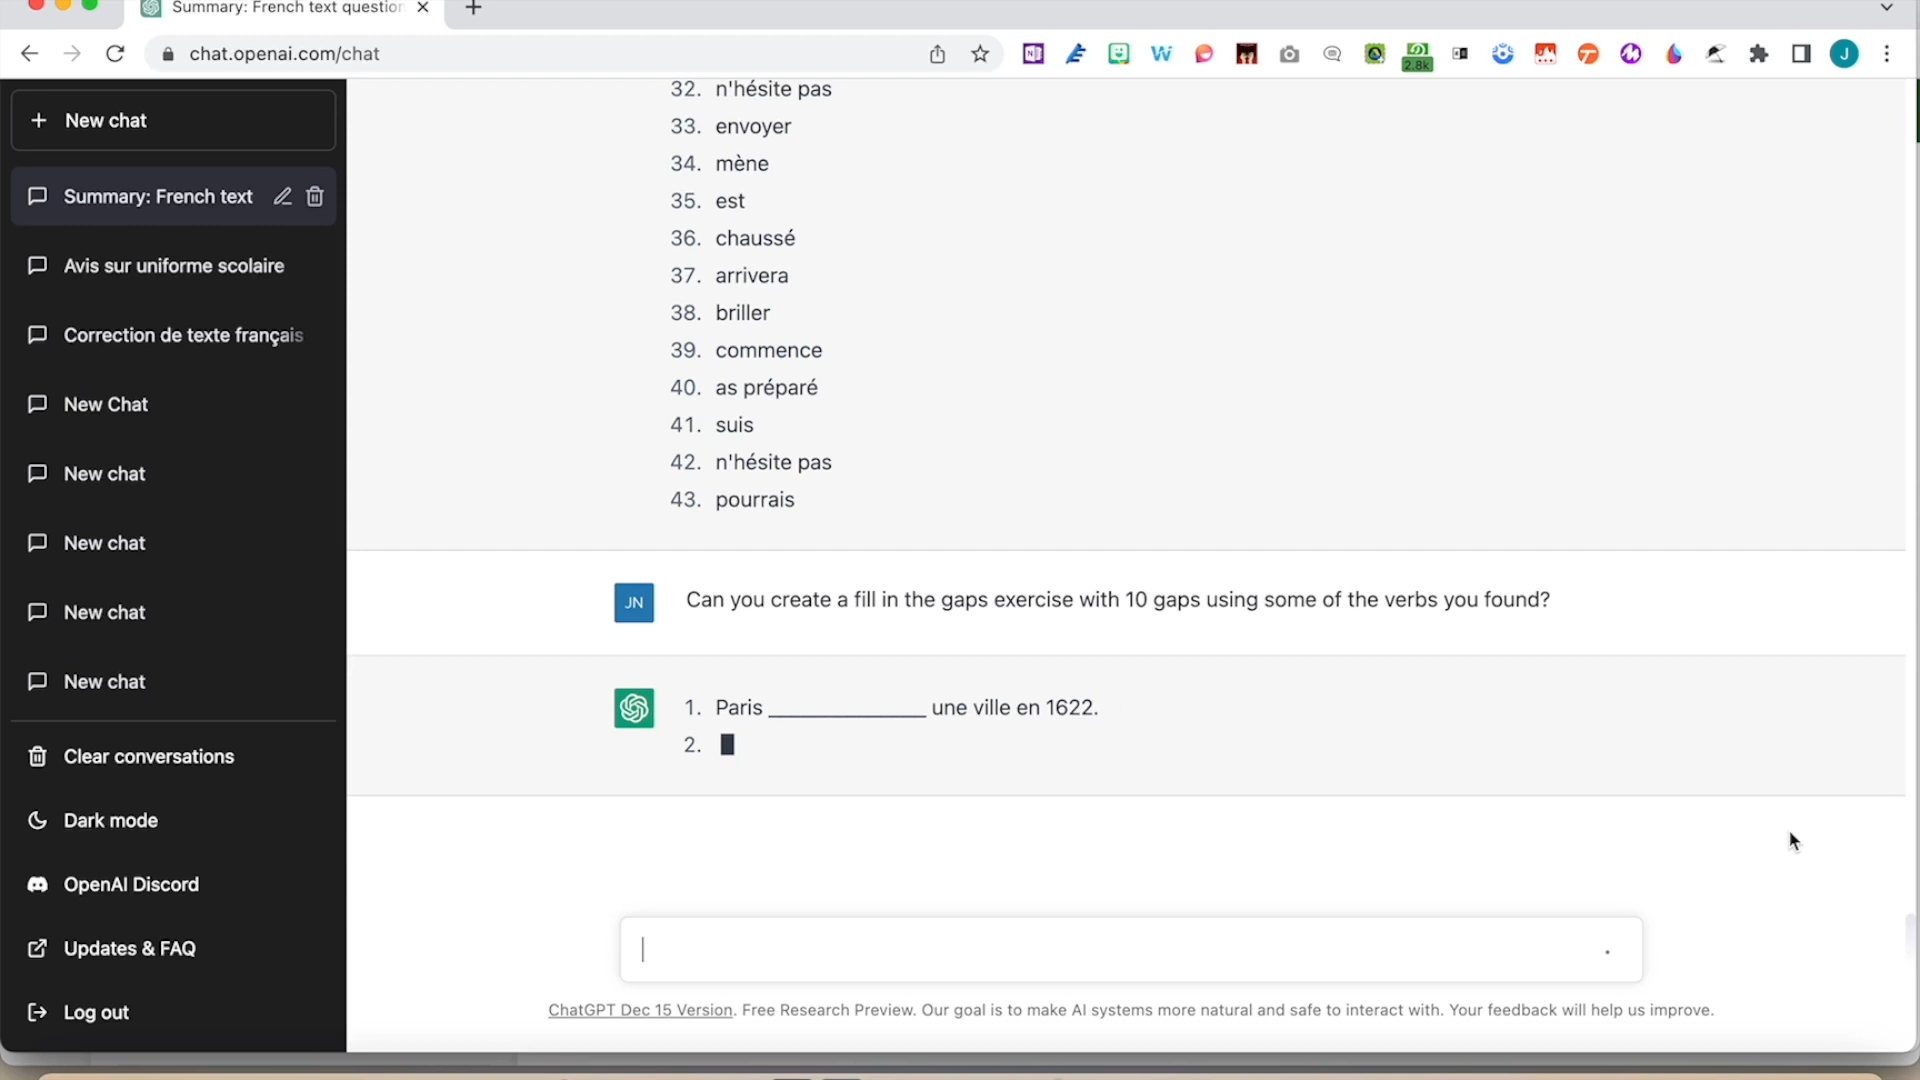 Summary: French text question
chat.openai.com/chat
2.8k
J
New chat
Summary: French text
Avis sur uniforme scolaire
Correction de texte français
New Chat
New chat
New chat
New chat
New chat
Clear conversations
Dark mode
OpenAI Discord
Updates & FAQ
Log out
32. n'hésite pas
33. envoyer
34. mène
35. est
36. chaussé
37. arrivera
38. briller
39. commence
40. as préparé
41. suis
42. n'hésite pas
43. pourrais
JN
Can you create a fill in the gaps exercise with 10 gaps using some of the verbs you found?
1. Paris ______________ une ville en 1622.
2.
ChatGPT Dec 15 Version. Free Research Preview. Our goal is to make AI systems more natural and safe to interact with. Your feedback will help us improve.